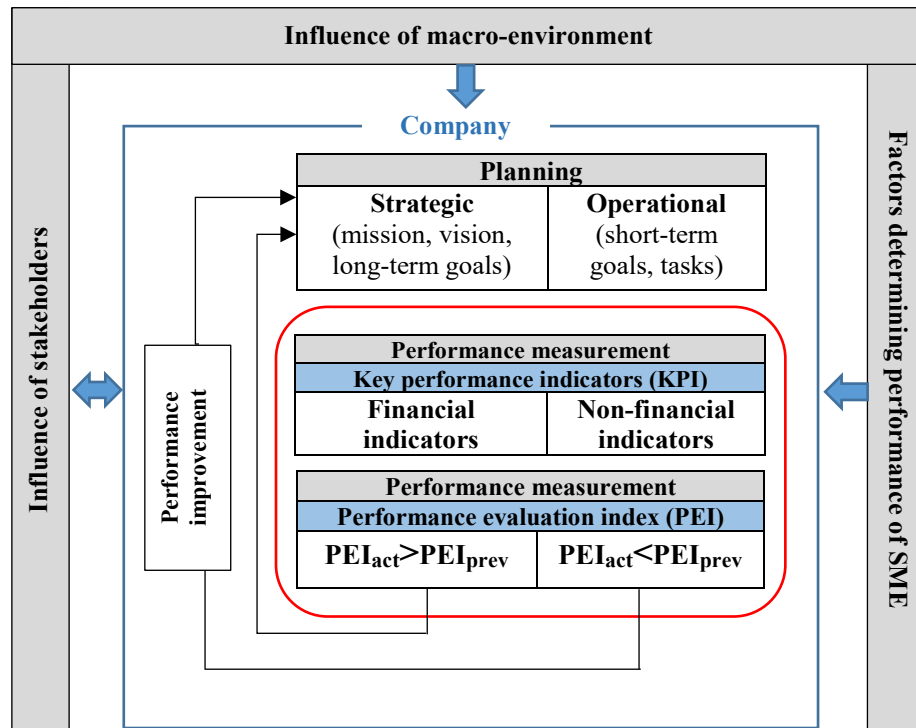 Influence of macro-environment
Influence of stakeholders
Company
Planning
Strategic
(mission, vision,
long-term goals)
Operational
(short-term
goals, tasks)
Performance
improvement
Performance measurement
Key performance indicators (KPI)
Financial
indicators
Non-financial
indicators
Performance measurement
Performance evaluation index (PEI)
PEIact>PEIprev
PEIact<PEIprev
Factors determining performance of SME